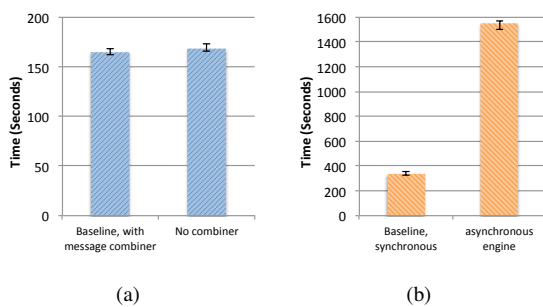 200
150
100
50
0
Time (Seconds)
Baseline, with
message combiner
No combiner
(a)
1600
1400
1200
1000
800
600
400
200
0
Time (Seconds)
Baseline,
synchronous
asynchronous
engine
(b)